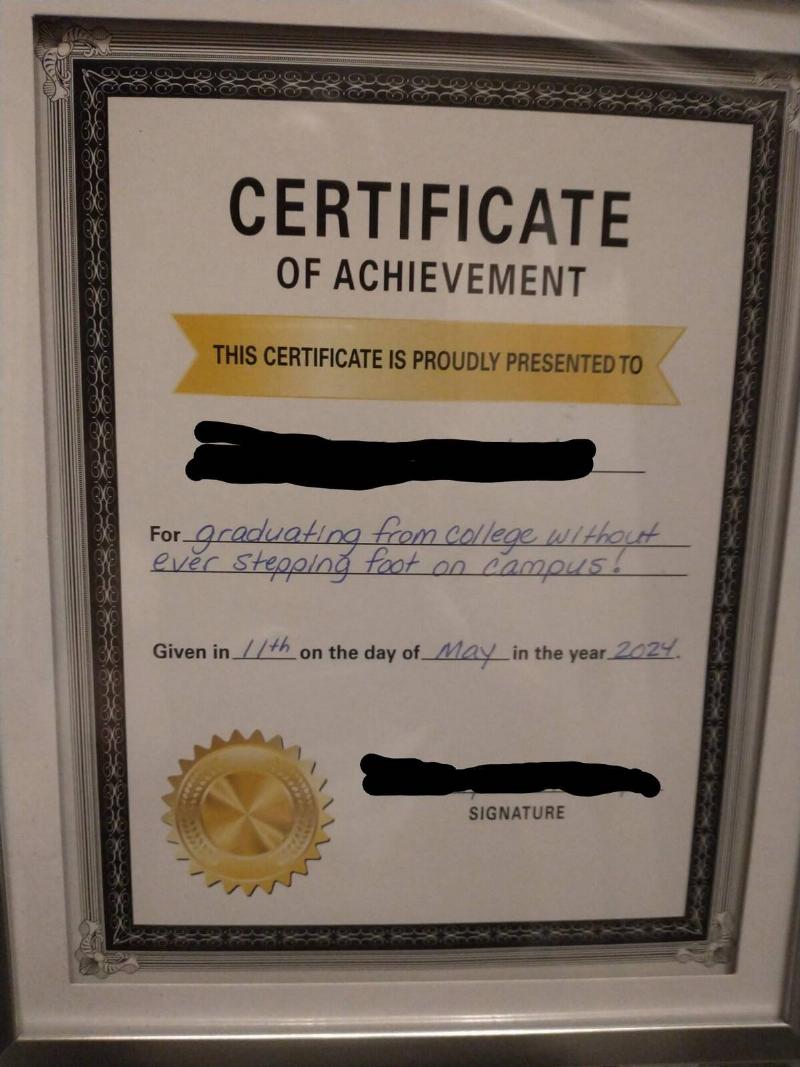 CERTIFICATE
OF ACHIEVEMENT
THIS CERTIFICATE IS PROUDLY PRESENTED TO
For graduating from college without
ever stepping foot on campus!
Given in 11th on the day of May in the year 2024.
SIGNATURE